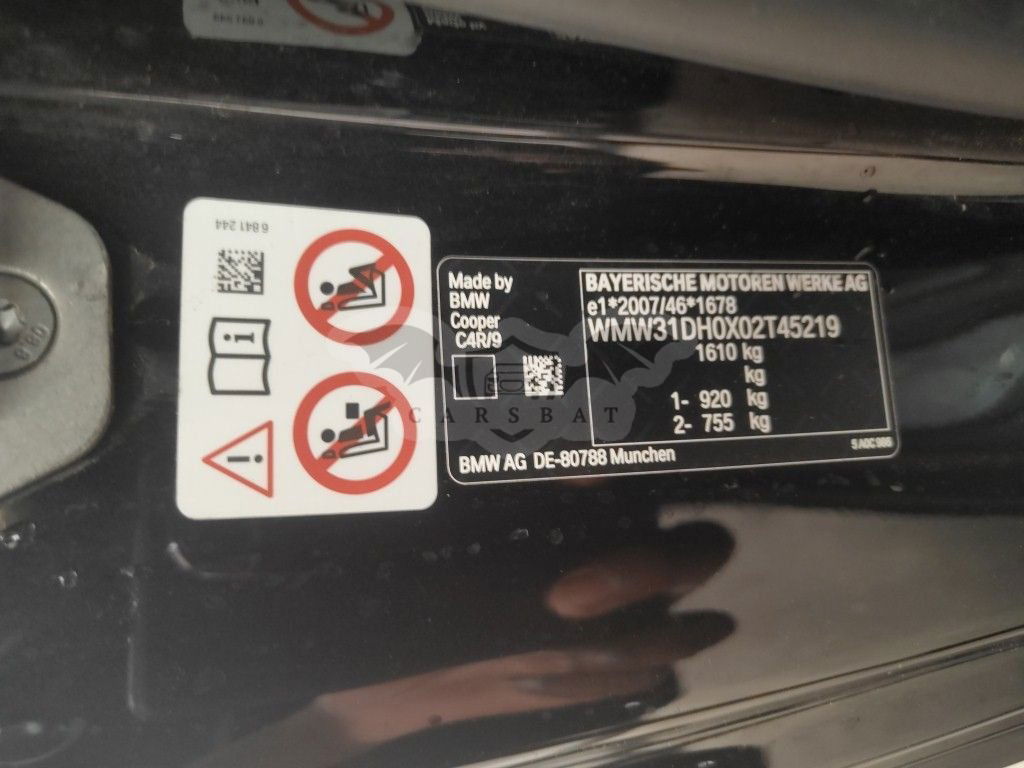 6 841 244
i
Made by
BMW
Cooper
C4R/9
BAYERISCHE MOTOREN WERKE AG
e1*2007/46*1678
WMW31DH0X02T45219
1610 kg
kg
1- 920 kg
2- 755 kg
BMW AG DE-80788 Munchen
CARSBAT